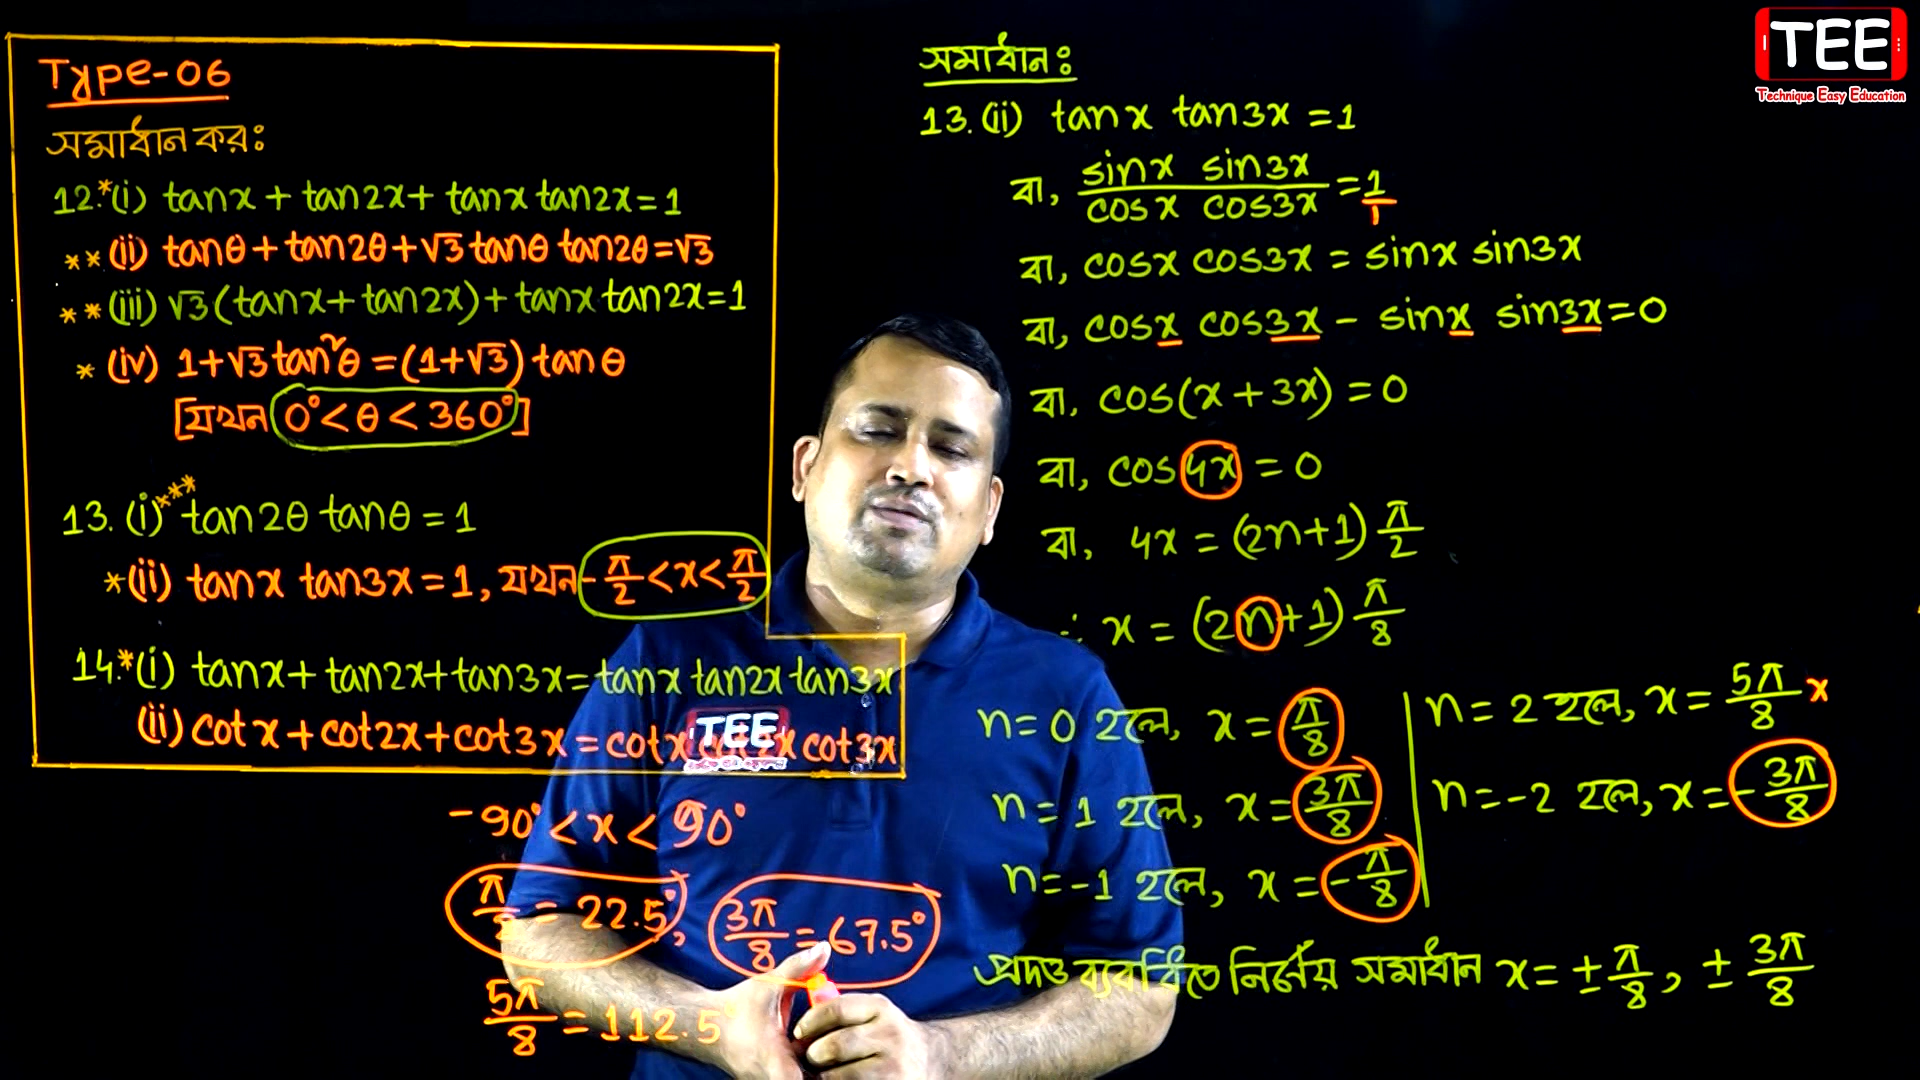 Type-06
সমাধান করঃ
12.*(i) tanx + tan2x + tanx tan2x = 1
**(ii) tanθ + tan2θ + √3 tanθ tan2θ = √3
**(iii) √3(tanx + tan2x) + tanx tan2x = 1
*(iv) 1+√3 tan²θ = (1+√3) tanθ
[যখন 0° < θ < 360°]
13. (i)*** tan2θ tanθ = 1
*(ii) tanx tan3x = 1, যখন -π/2 < x < π/2
14.*(i) tanx + tan2x + tan3x = tanx tan2x tan3x
(ii) cotx + cot2x + cot3x = cotx cot2x cot3x
TEE
-90° < x < 90°
π/8 = 22.5°, 3π/8 = 67.5°
5π/8 = 112.5°
TEE
Technique Easy Education
সমাধানঃ
13. (ii) tanx tan3x = 1
বা, sinx sin3x / cosx cos3x = 1/1
বা, cosx cos3x = sinx sin3x
বা, cosx cos3x - sinx sin3x = 0
বা, cos(x + 3x) = 0
বা, cos4x = 0
বা, 4x = (2n+1) π/2
∴ x = (2n+1) π/8
n = 0 হলে, x = π/8
n = 1 হলে, x = 3π/8
n = -1 হলে, x = -π/8
n = 2 হলে, x = 5π/8 x
n = -2 হলে, x = -3π/8
প্রদত্ত ব্যবধিতে নির্ণেয় সমাধান x = ± π/8, ± 3π/8